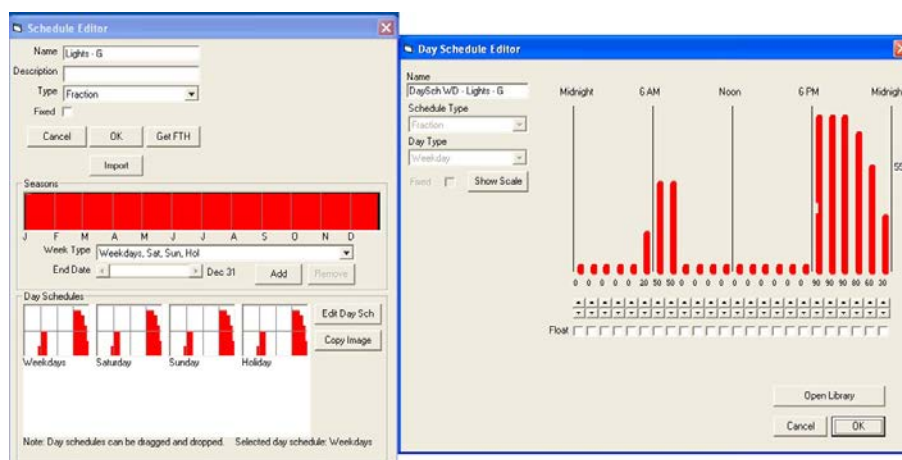 Schedule Editor
Name Lights - G
Description
Type Fraction
Fixed
Cancel OK Get FTH
Import
Seasons
J F M A M J J A S O N D
Week Type Weekdays, Sat, Sun, Hol
End Date Dec 31 Add Remove
Day Schedules
Edit Day Sch
Copy Image
Weekdays Saturday Sunday Holiday
Note: Day schedules can be dragged and dropped. Selected day schedule: Weekdays
Day Schedule Editor
Name
DaySch WD - Lights - G
Schedule Type
Fraction
Day Type
Weekday
Fixed Show Scale
Midnight 6 AM Noon 6 PM Midnigh
55
0 0 0 0 0 20 50 50 0 0 0 0 0 0 0 0 0 90 90 90 80 60 30
Float
Open Library
Cancel OK